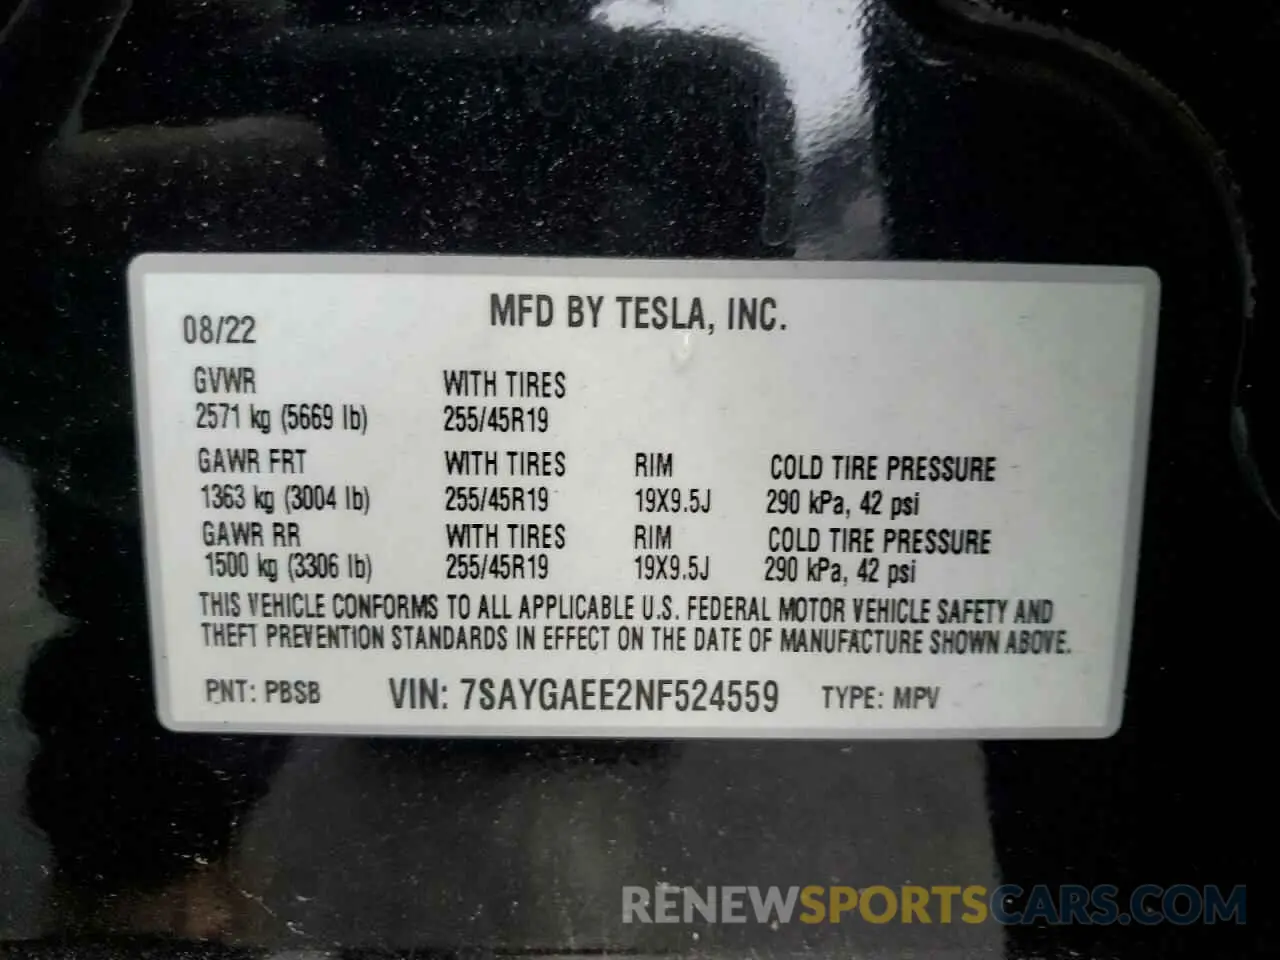 MFD BY TESLA, INC.
08/22
GVWR WITH TIRES
2571 kg (5669 lb) 255/45R19
GAWR FRT WITH TIRES RIM COLD TIRE PRESSURE
1363 kg (3004 lb) 255/45R19 19X9.5J 290 kPa, 42 psi
GAWR RR WITH TIRES RIM COLD TIRE PRESSURE
1500 kg (3306 lb) 255/45R19 19X9.5J 290 kPa, 42 psi
THIS VEHICLE CONFORMS TO ALL APPLICABLE U.S. FEDERAL MOTOR VEHICLE SAFETY AND
THEFT PREVENTION STANDARDS IN EFFECT ON THE DATE OF MANUFACTURE SHOWN ABOVE.
PNT: PBSB VIN: 7SAYGAEE2NF524559 TYPE: MPV
RENEWSPORTSCARS.COM